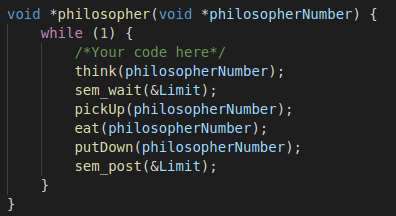 void *philosopher(void *philosopherNumber) {
    while (1) {
        /*Your code here*/
        think(philosopherNumber);
        sem_wait(&Limit);
        pickUp(philosopherNumber);
        eat(philosopherNumber);
        putDown(philosopherNumber);
        sem_post(&Limit);
    }
}